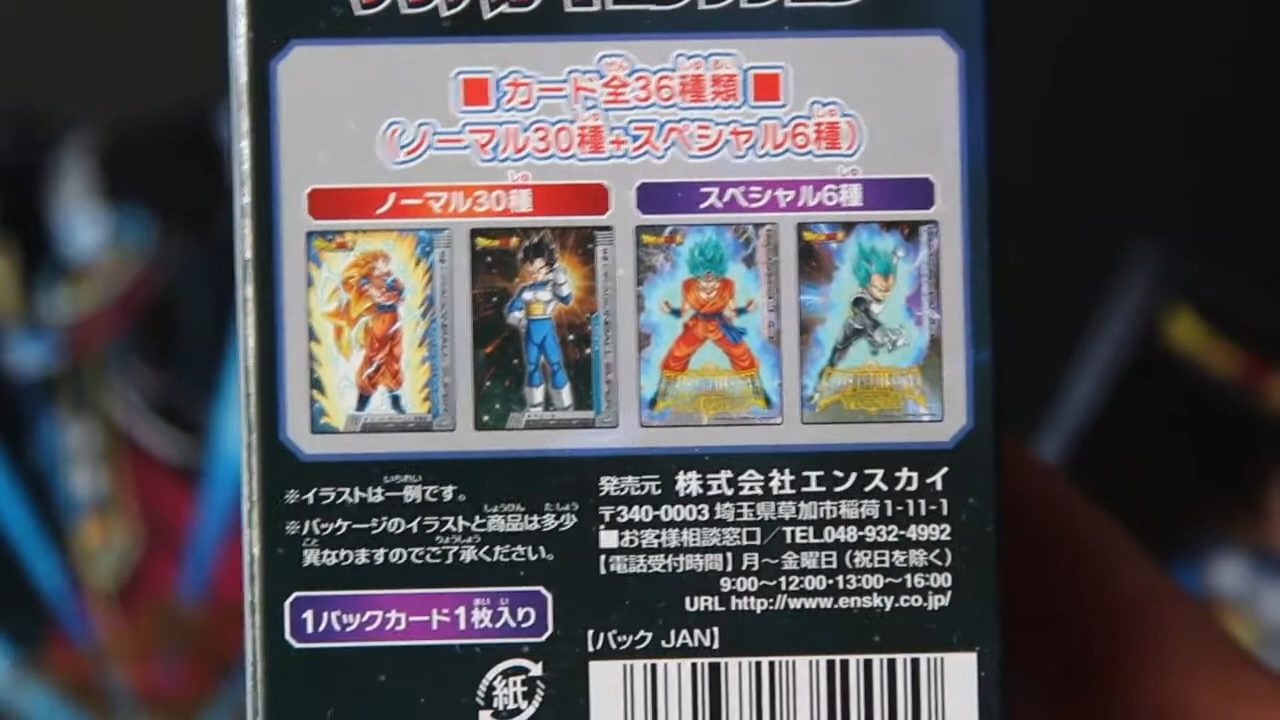 ■カード全36種類■
(ノーマル30種+スペシャル6種)
ノーマル30種
スペシャル6種
※イラストは一例です。
※パッケージのイラストと商品は多少
異なりますのでご了承ください。
1パックカード1枚入り
紙
発売元 株式会社エンスカイ
〒340-0003 埼玉県草加市稲荷1-11-1
■お客様相談窓口/TEL.048-932-4992
【電話受付時間】月〜金曜日(祝日を除く)
9:00〜12:00・13:00〜16:00
URL http://www.ensky.co.jp/
【パック JAN】